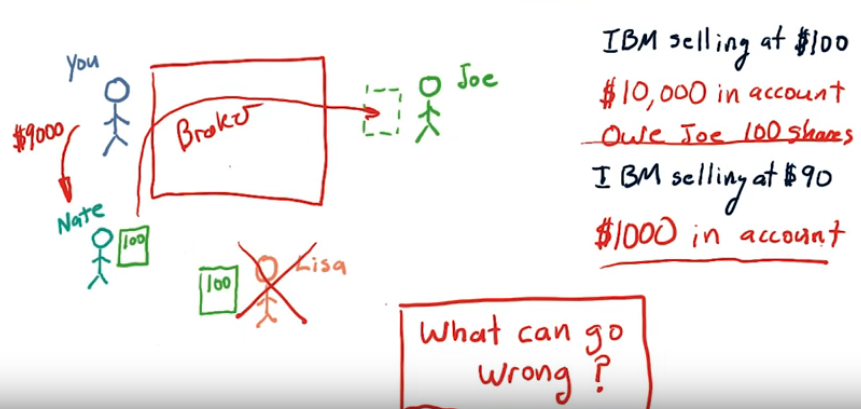 You
$9000
Nate
100
Broker
Joe
100
Lisa
IBM selling at $100
$10,000 in account
Owe Joe 100 shares
IBM selling at $90
$1000 in account
What can go
wrong?